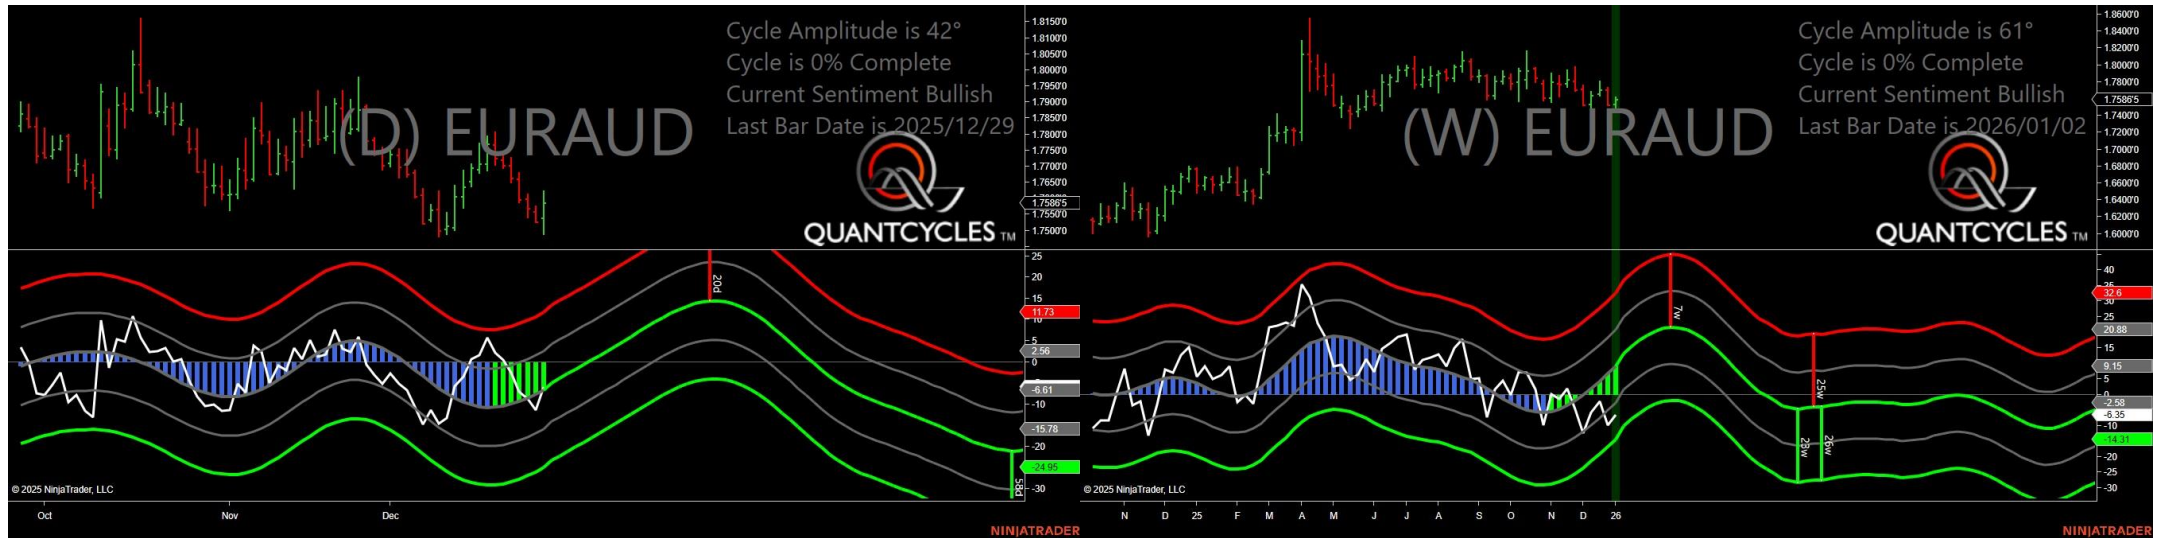 Cycle Amplitude is 42°
Cycle is 0% Complete
Current Sentiment Bullish
Last Bar Date is 2025/12/29
(D) EURAUD
QUANTCYCLES TM
1.8150'0
1.8100'0
1.8050'0
1.8000'0
1.7950'0
1.7900'0
1.7850'0
1.7800'0
1.7750'0
1.7700'0
1.7650'0
1.7586'5
1.7550'0
1.7500'0
20d
58d
25
20
15
11.73
10
5
2.56
0
-6.61
-10
-15.78
-20
-24.95
-30
© 2025 NinjaTrader, LLC
Oct
Nov
Dec
NINJATRADER
Cycle Amplitude is 61°
Cycle is 0% Complete
Current Sentiment Bullish
Last Bar Date is 2026/01/02
(W) EURAUD
QUANTCYCLES TM
1.8600'0
1.8400'0
1.8200'0
1.8000'0
1.7800'0
1.7586'5
1.7400'0
1.7200'0
1.7000'0
1.6800'0
1.6600'0
1.6400'0
1.6200'0
1.6000'0
7w
25w
23w
26w
40
32.6
30
25
20.88
15
9.15
5
0
-2.58
-6.35
-10
-14.31
-20
-25
-30
© 2025 NinjaTrader, LLC
N D 25 F M A M J J A S O N D 26
NINJATRADER